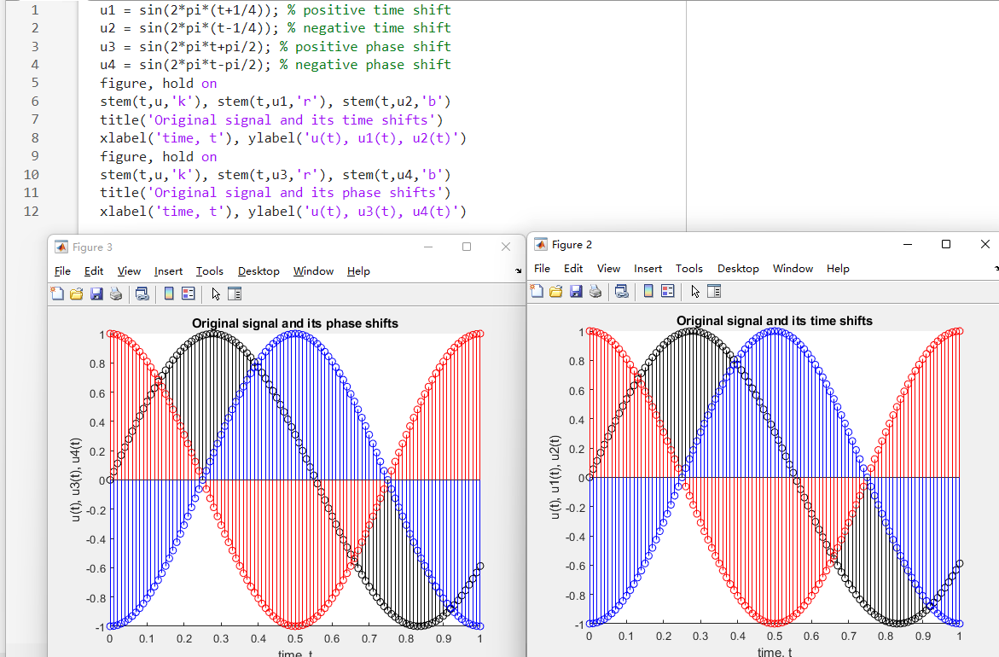 1 u1 = sin(2*pi*(t+1/4)); % positive time shift
2 u2 = sin(2*pi*(t-1/4)); % negative time shift
3 u3 = sin(2*pi*t+pi/2); % positive phase shift
4 u4 = sin(2*pi*t-pi/2); % negative phase shift
5 figure, hold on
6 stem(t,u,'k'), stem(t,u1,'r'), stem(t,u2,'b')
7 title('Original signal and its time shifts')
8 xlabel('time, t'), ylabel('u(t), u1(t), u2(t)')
9 figure, hold on
10 stem(t,u,'k'), stem(t,u3,'r'), stem(t,u4,'b')
11 title('Original signal and its phase shifts')
12 xlabel('time, t'), ylabel('u(t), u3(t), u4(t)')
Figure 3
File Edit View Insert Tools Desktop Window Help
Original signal and its phase shifts
u(t), u3(t), u4(t)
1
0.8
0.6
0.4
0.2
0
-0.2
-0.4
-0.6
-0.8
-1
0 0.1 0.2 0.3 0.4 0.5 0.6 0.7 0.8 0.9 1
time, t
Figure 2
File Edit View Insert Tools Desktop Window Help
Original signal and its time shifts
u(t), u1(t), u2(t)
1
0.8
0.6
0.4
0.2
0
-0.2
-0.4
-0.6
-0.8
-1
0 0.1 0.2 0.3 0.4 0.5 0.6 0.7 0.8 0.9 1
time, t